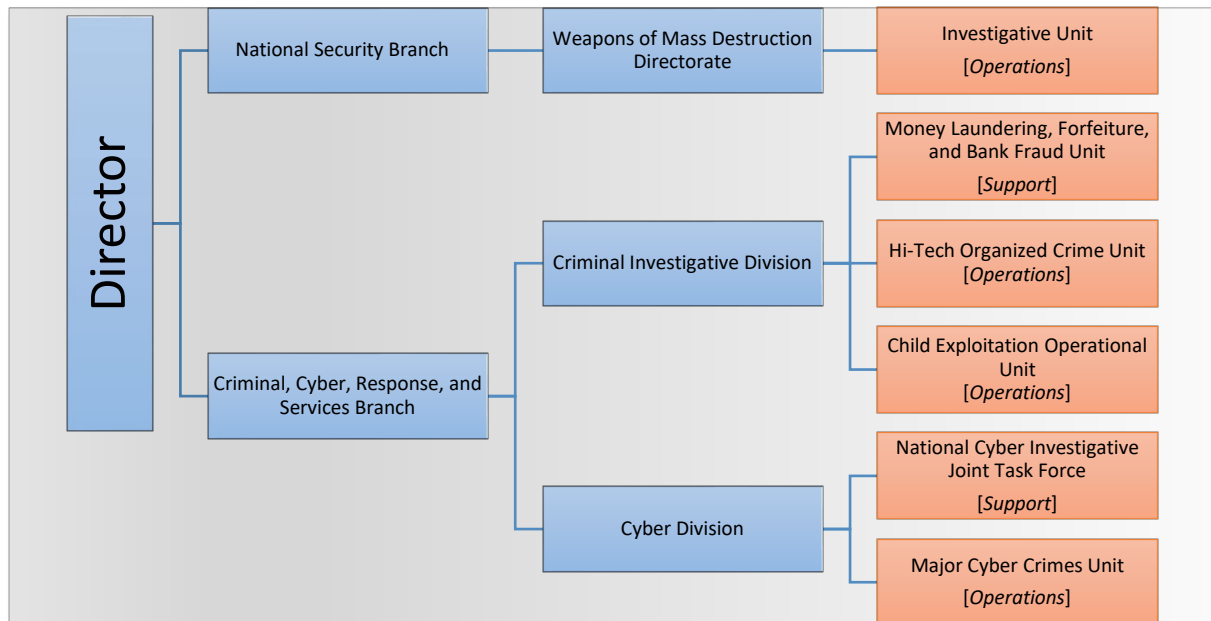 Director
National Security Branch
Weapons of Mass Destruction
Directorate
Investigative Unit
[Operations]
Criminal, Cyber, Response, and
Services Branch
Criminal Investigative Division
Money Laundering, Forfeiture,
and Bank Fraud Unit
[Support]
Hi-Tech Organized Crime Unit
[Operations]
Child Exploitation Operational
Unit
[Operations]
Cyber Division
National Cyber Investigative
Joint Task Force
[Support]
Major Cyber Crimes Unit
[Operations]